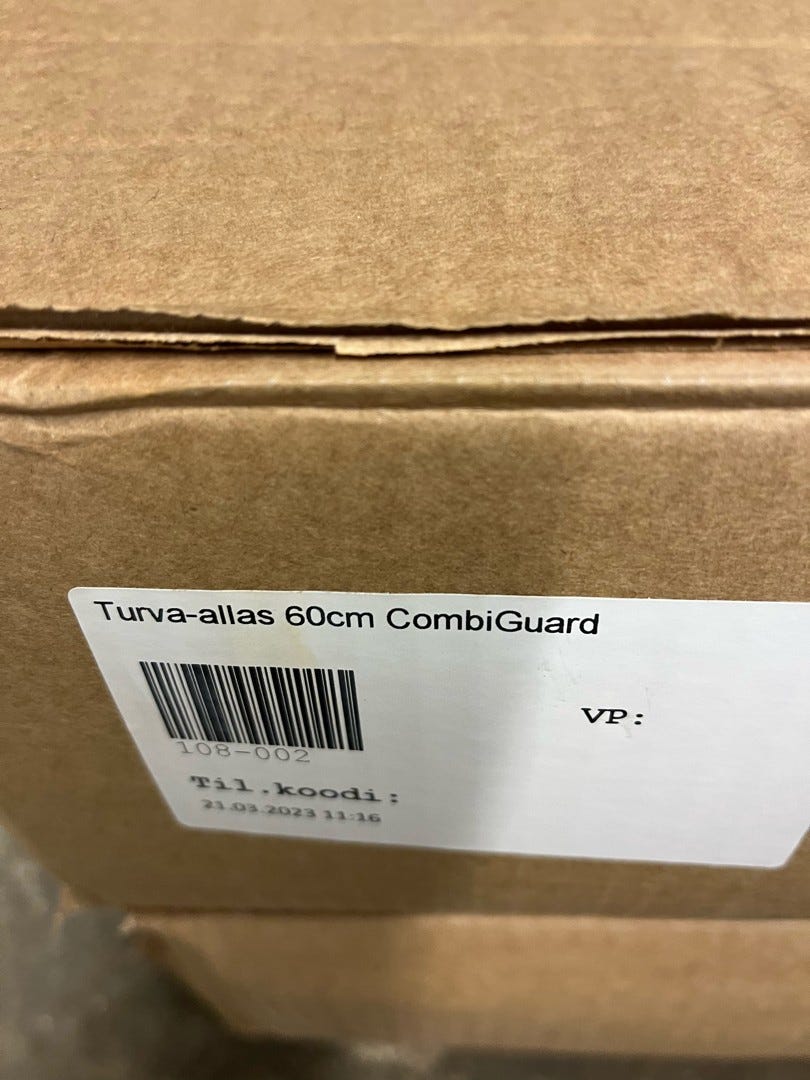 Turva-allas 60cm CombiGuard
VP:
108-002
Til.koodi:
21.03.2023 11:16